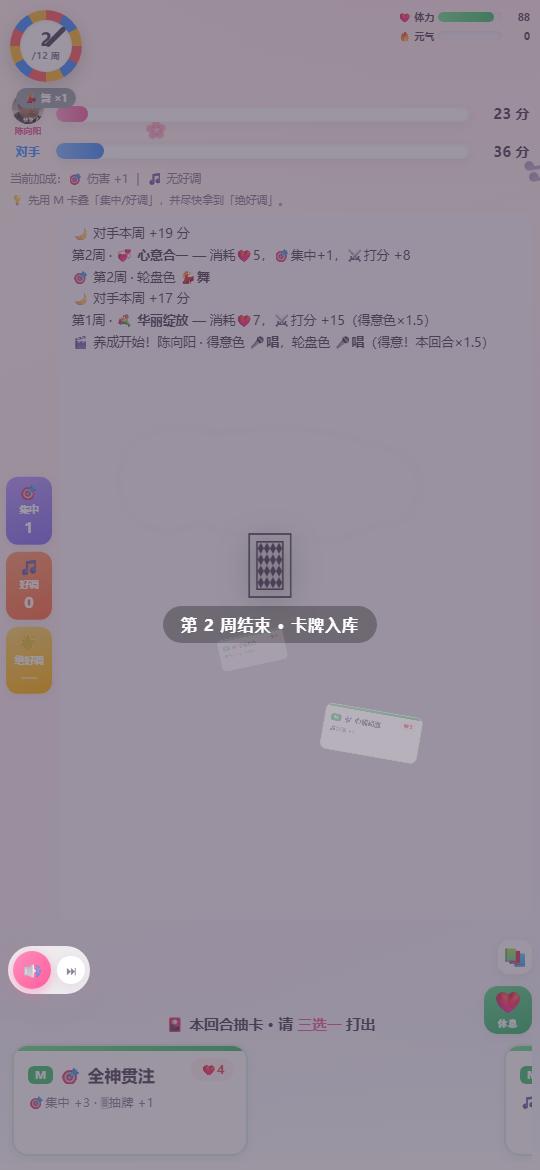 2
/12 周
❤️ 体力 88
🔥 元气 0
💃 舞 ×1
陈向阳
23 分
对手
36 分
当前加成: 🎯 伤害 +1 | 🎵 无好调
💡 先用 M 卡叠「集中/好调」，并尽快拿到「绝好调」。
🌙 对手本周 +19 分
第2周 · 💞 心意合一 — 消耗❤️5, 🎯集中+1, ⚔️打分 +8
🎯 第2周 · 轮盘色 💃舞
🌙 对手本周 +17 分
第1周 · 💐 华丽绽放 — 消耗❤️7, ⚔️打分 +15（得意色×1.5）
🎬 养成开始！陈向阳 · 得意色 🎤唱, 轮盘色 🎤唱（得意！本回合×1.5）
🎯
集中
1
🎵
好调
0
🌟
绝好调
—
第 2 周结束 • 卡牌入库
休息
🎴 本回合抽卡 • 请 三选一 打出
M 🎯 全神贯注 ❤️4
🎯集中 +3 · 抽牌 +1